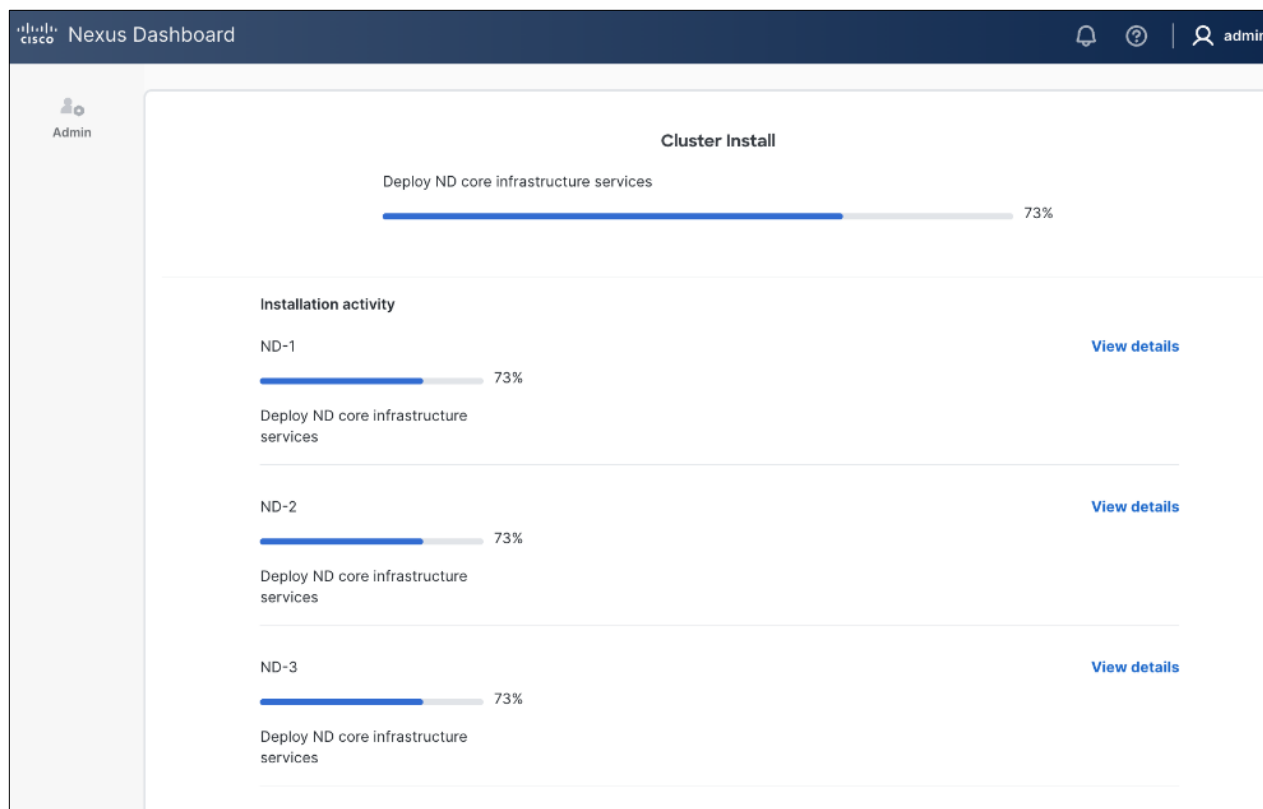 CISCO Nexus Dashboard admin
Admin
Cluster Install
Deploy ND core infrastructure services
73%
Installation activity
ND-1 View details
73%
Deploy ND core infrastructure
services
ND-2 View details
73%
Deploy ND core infrastructure
services
ND-3 View details
73%
Deploy ND core infrastructure
services